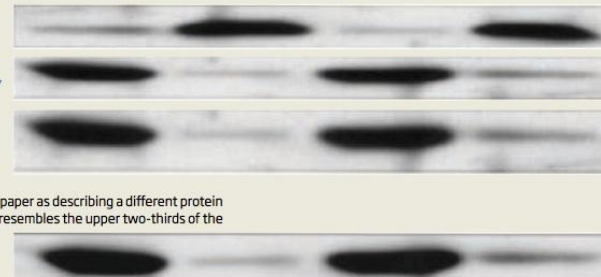 paper as describing a different protein
resembles the upper two-thirds of the